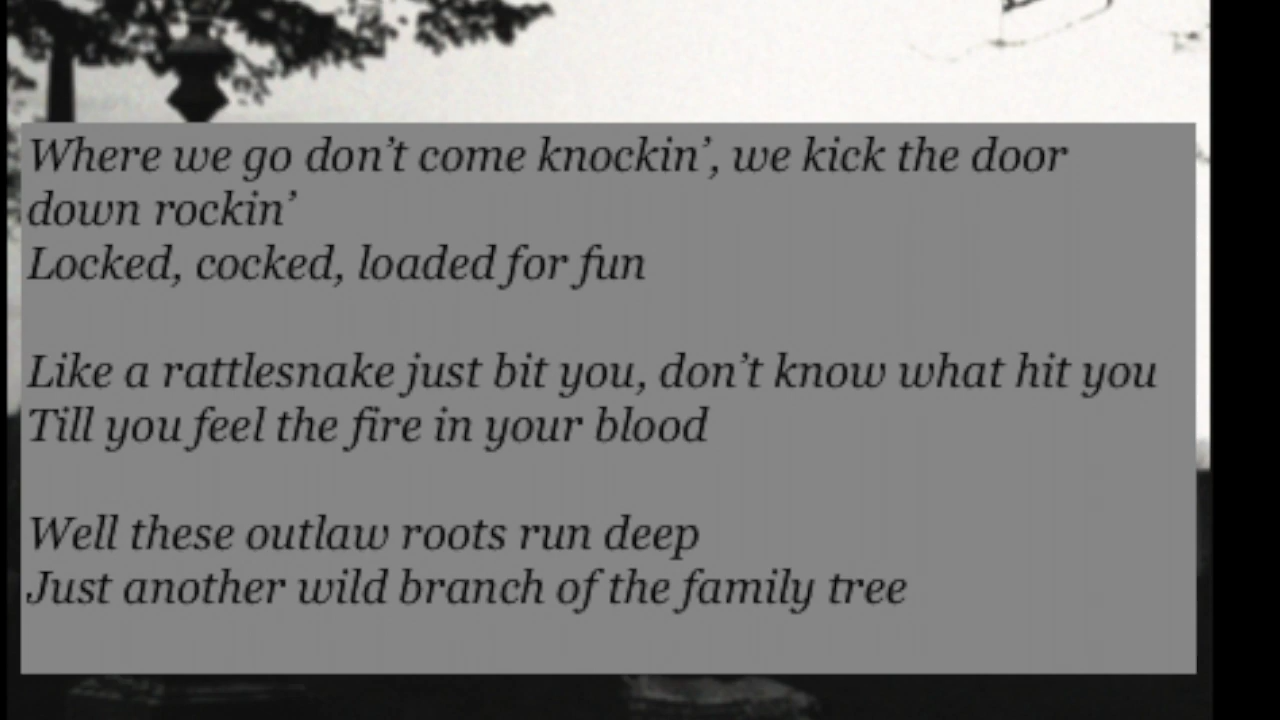 Where we go don’t come knockin’, we kick the door
down rockin’
Locked, cocked, loaded for fun
Like a rattlesnake just bit you, don’t know what hit you
Till you feel the fire in your blood
Well these outlaw roots run deep
Just another wild branch of the family tree